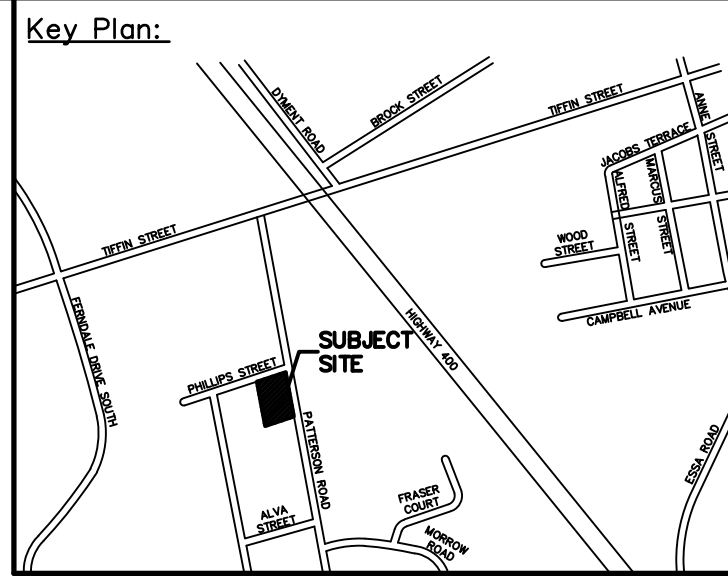 Key Plan:
DYMENT ROAD
BROCK STREET
TIFFIN STREET
ANNE STREET
JACOBS TERRACE
MARCUS
STREET
ALFRED
STREET
WOOD
STREET
CAMPBELL AVENUE
TIFFIN STREET
FERNDALE DRIVE SOUTH
HIGHWAY 400
SUBJECT
SITE
PHILLIPS STREET
PATTERSON ROAD
ALVA
STREET
FRASER
COURT
MORROW
ROAD
ESSA ROAD